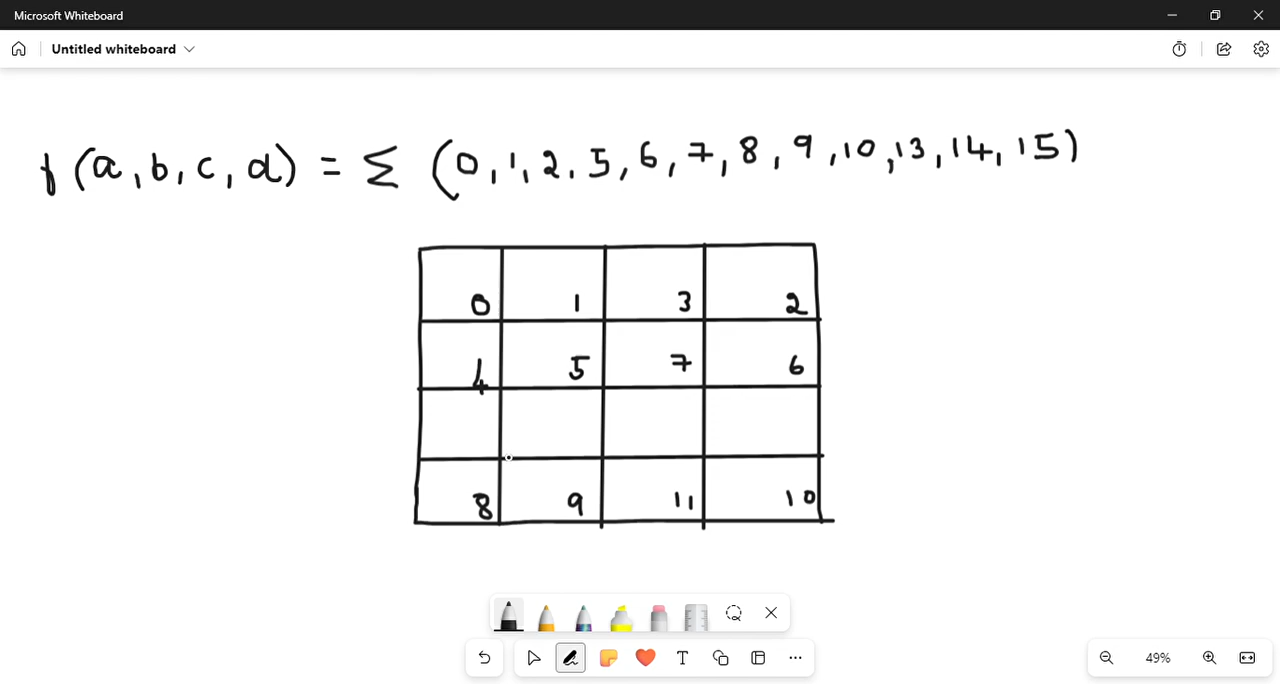 Microsoft Whiteboard
Untitled whiteboard
f(a,b,c,d) = Σ (0,1,2,5,6,7,8,9,10,13,14,15)
0 1 3 2
4 5 7 6
8 9 11 10
49%